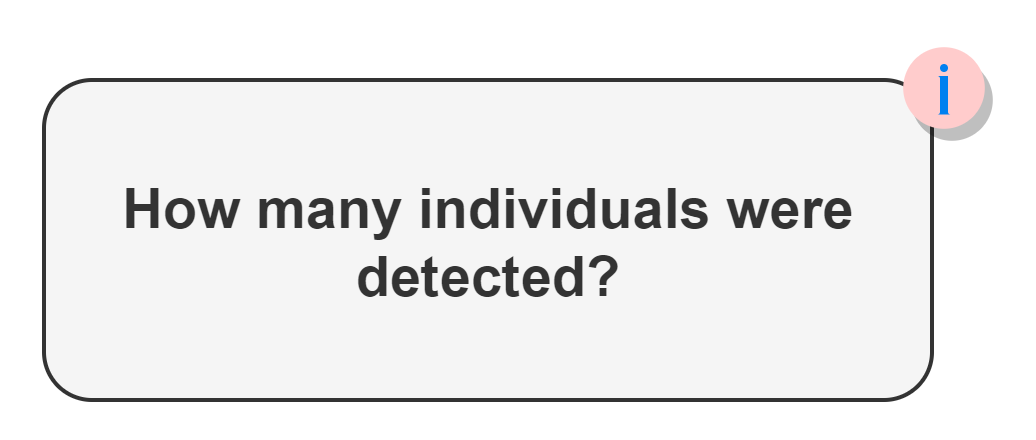 i
How many individuals were
detected?